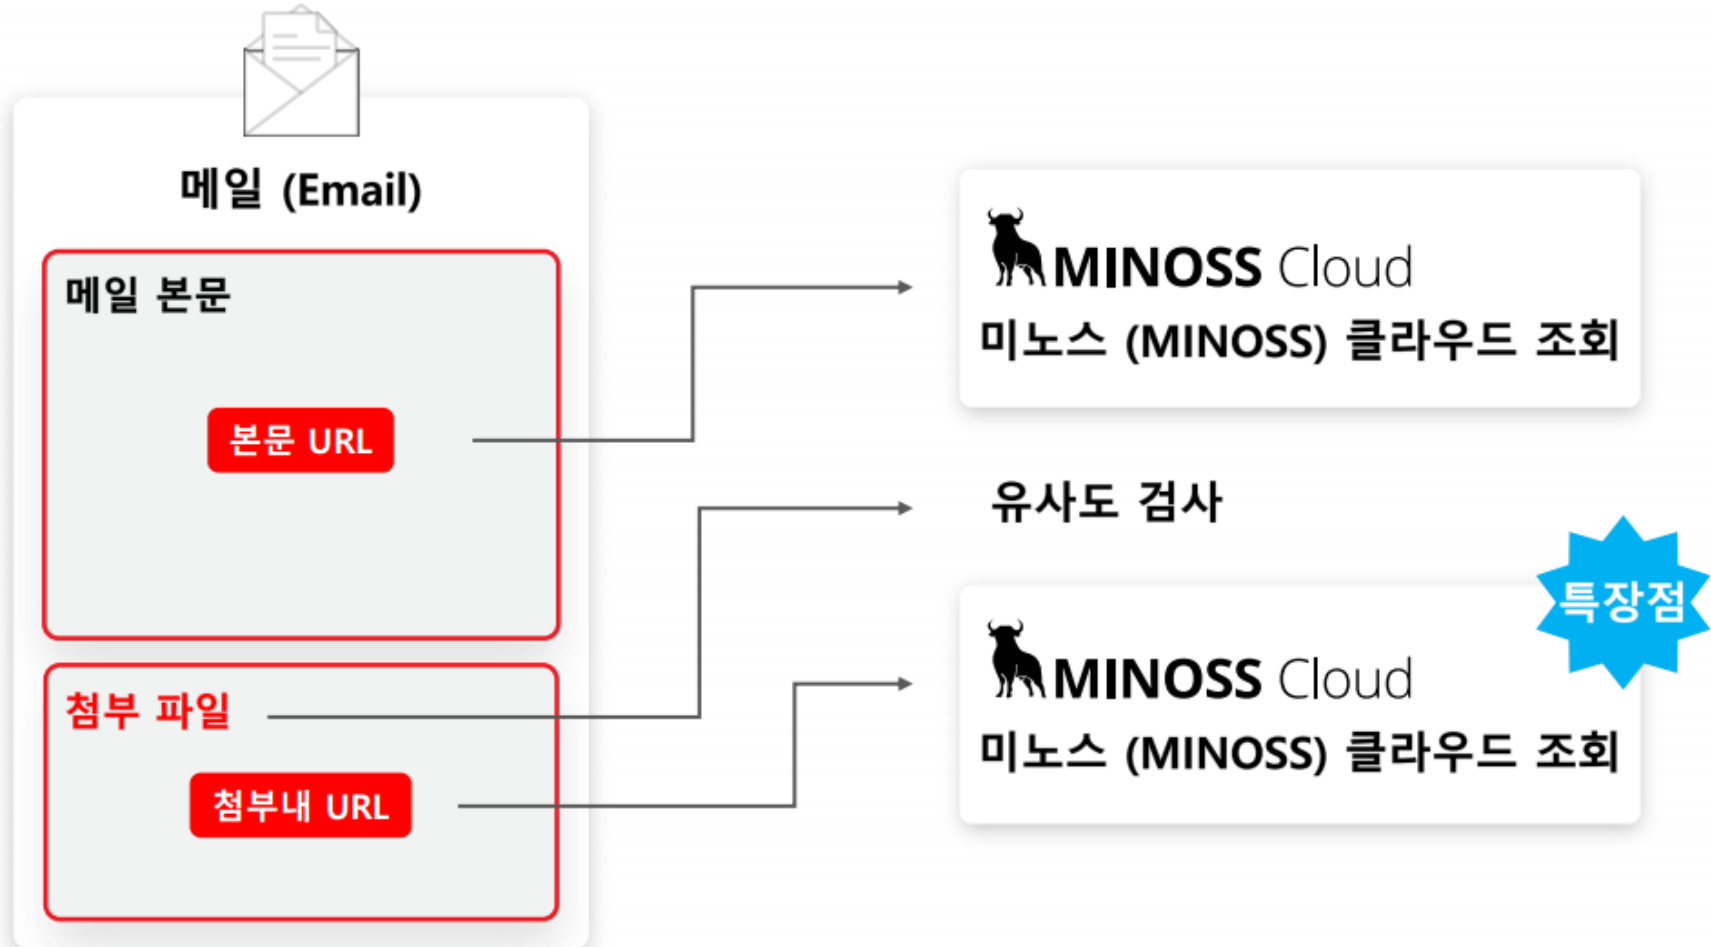 메일 (Email)
메일 본문
본문 URL
첨부 파일
첨부내 URL
MINOSS Cloud
미노스 (MINOSS) 클라우드 조회
유사도 검사
특장점
MINOSS Cloud
미노스 (MINOSS) 클라우드 조회